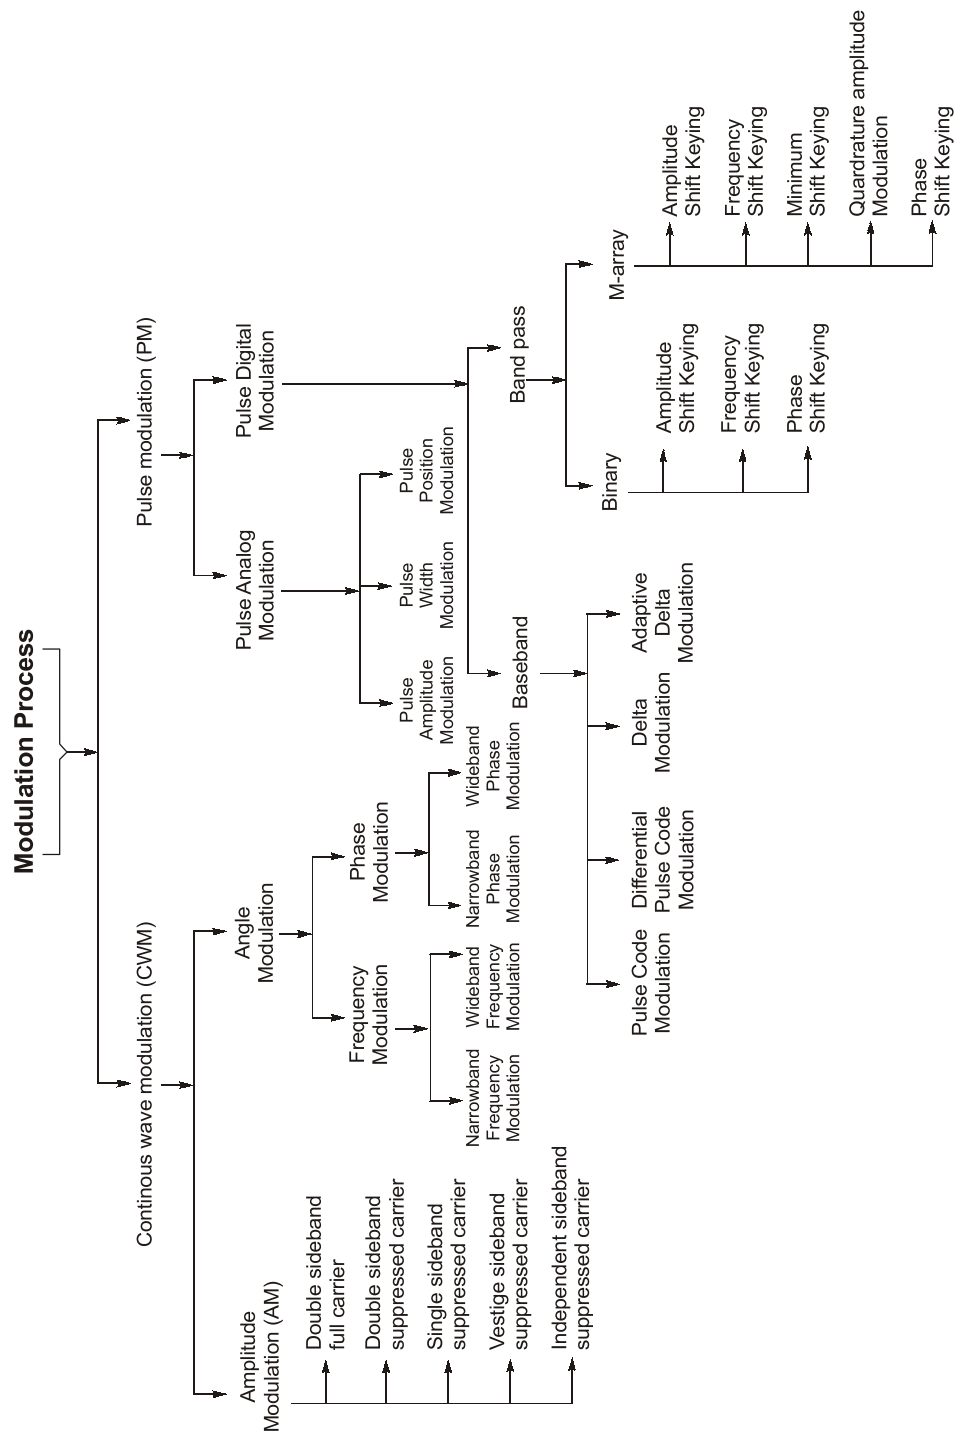 Modulation Process
Continous wave modulation (CWM)
Pulse modulation (PM)
Amplitude
Modulation (AM)
Angle
Modulation
Pulse Analog
Modulation
Pulse Digital
Modulation
Double sideband
full carrier
Double sideband
suppressed carrier
Single sideband
suppressed carrier
Vestige sideband
suppressed carrier
Independent sideband
suppressed carrier
Frequency
Modulation
Phase
Modulation
Narrowband
Frequency
Modulation
Wideband
Frequency
Modulation
Narrowband
Phase
Modulation
Wideband
Phase
Modulation
Pulse
Amplitude
Modulation
Pulse
Width
Modulation
Pulse
Position
Modulation
Baseband
Band pass
Pulse Code
Modulation
Differential
Pulse Code
Modulation
Delta
Modulation
Adaptive
Delta
Modulation
Binary
M-array
Amplitude
Shift Keying
Frequency
Shift Keying
Phase
Shift Keying
Amplitude
Shift Keying
Frequency
Shift Keying
Minimum
Shift Keying
Quardrature amplitude
Modulation
Phase
Shift Keying